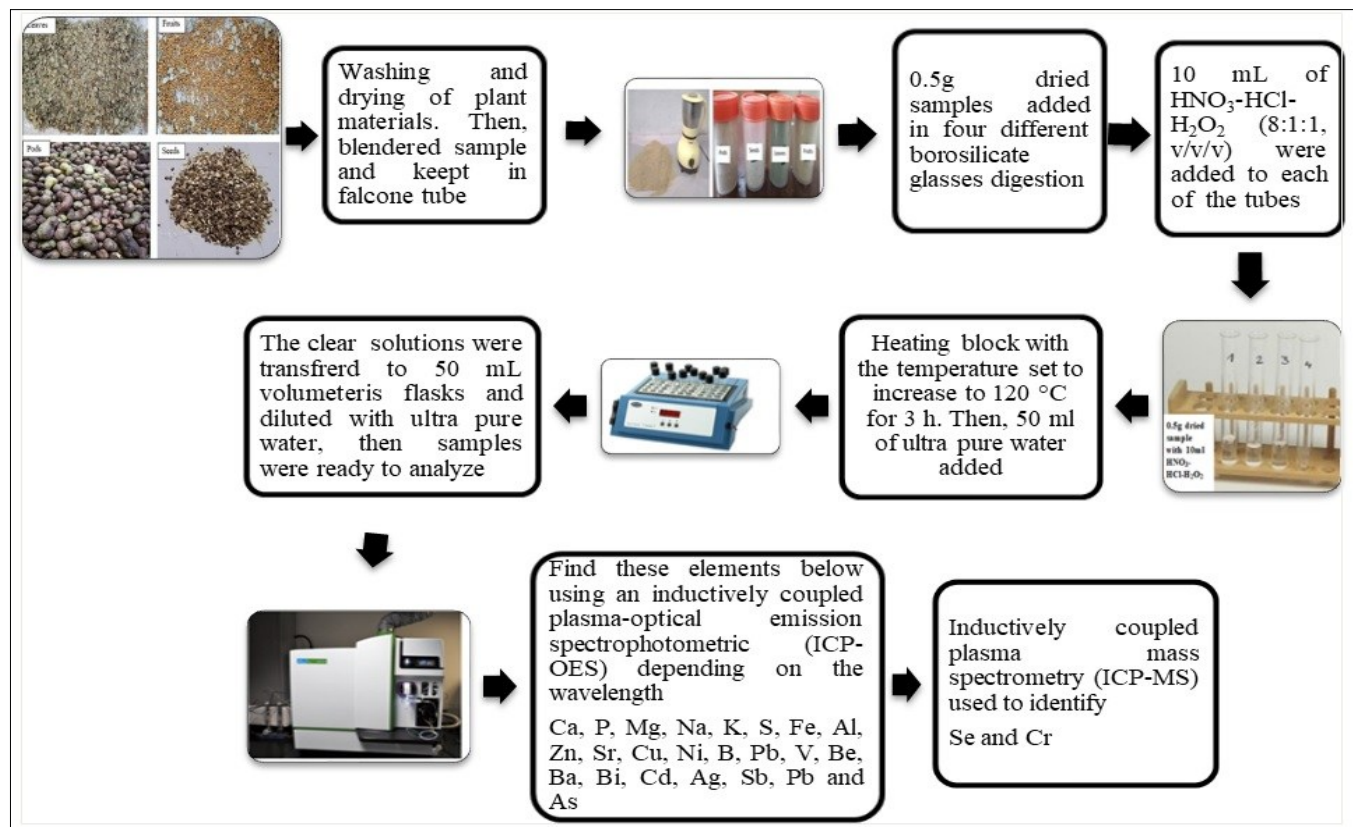 Leaves
Fruits
Pods
Seeds
Washing and
drying of plant
materials. Then,
blendered sample
and keept in
falcone tube
Pods
Seeds
Leaves
Fruits
0.5g dried
samples added
in four different
borosilicate
glasses digestion
10 mL of
HNO₃-HCl-
H₂O₂ (8:1:1,
v/v/v) were
added to each
of the tubes
The clear solutions were
transfrerd to 50 mL
volumeteris flasks and
diluted with ultra pure
water, then samples
were ready to analyze
Heating block with
the temperature set to
increase to 120 °C
for 3 h. Then, 50 ml
of ultra pure water
added
1 2 3 4
0.5g dried
sample
with 10ml
HNO₃-
HCl-H₂O₂
Find these elements below
using an inductively coupled
plasma-optical emission
spectrophotometric (ICP-
OES) depending on the
wavelength
Ca, P, Mg, Na, K, S, Fe, Al,
Zn, Sr, Cu, Ni, B, Pb, V, Be,
Ba, Bi, Cd, Ag, Sb, Pb and
As
Inductively coupled
plasma mass
spectrometry (ICP-MS)
used to identify
Se and Cr